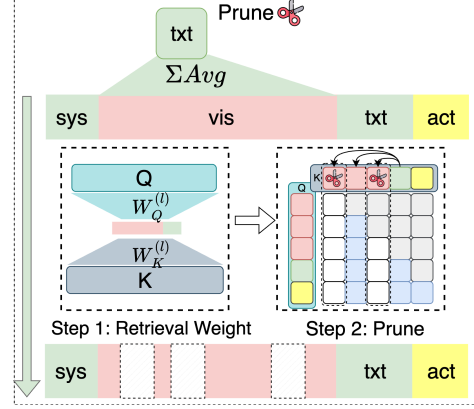 Prune
txt
ΣAvg
sys vis txt act
Q
W_Q^{(l)}
W_K^{(l)}
K
K
Q
Step 1: Retrieval Weight
Step 2: Prune
sys txt act